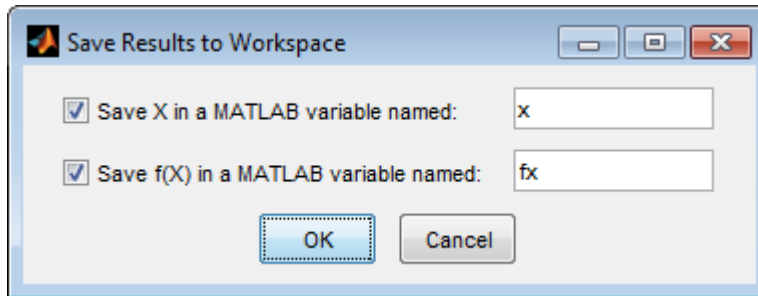 Save Results to Workspace
Save X in a MATLAB variable named: x
Save f(X) in a MATLAB variable named: fx
OK Cancel